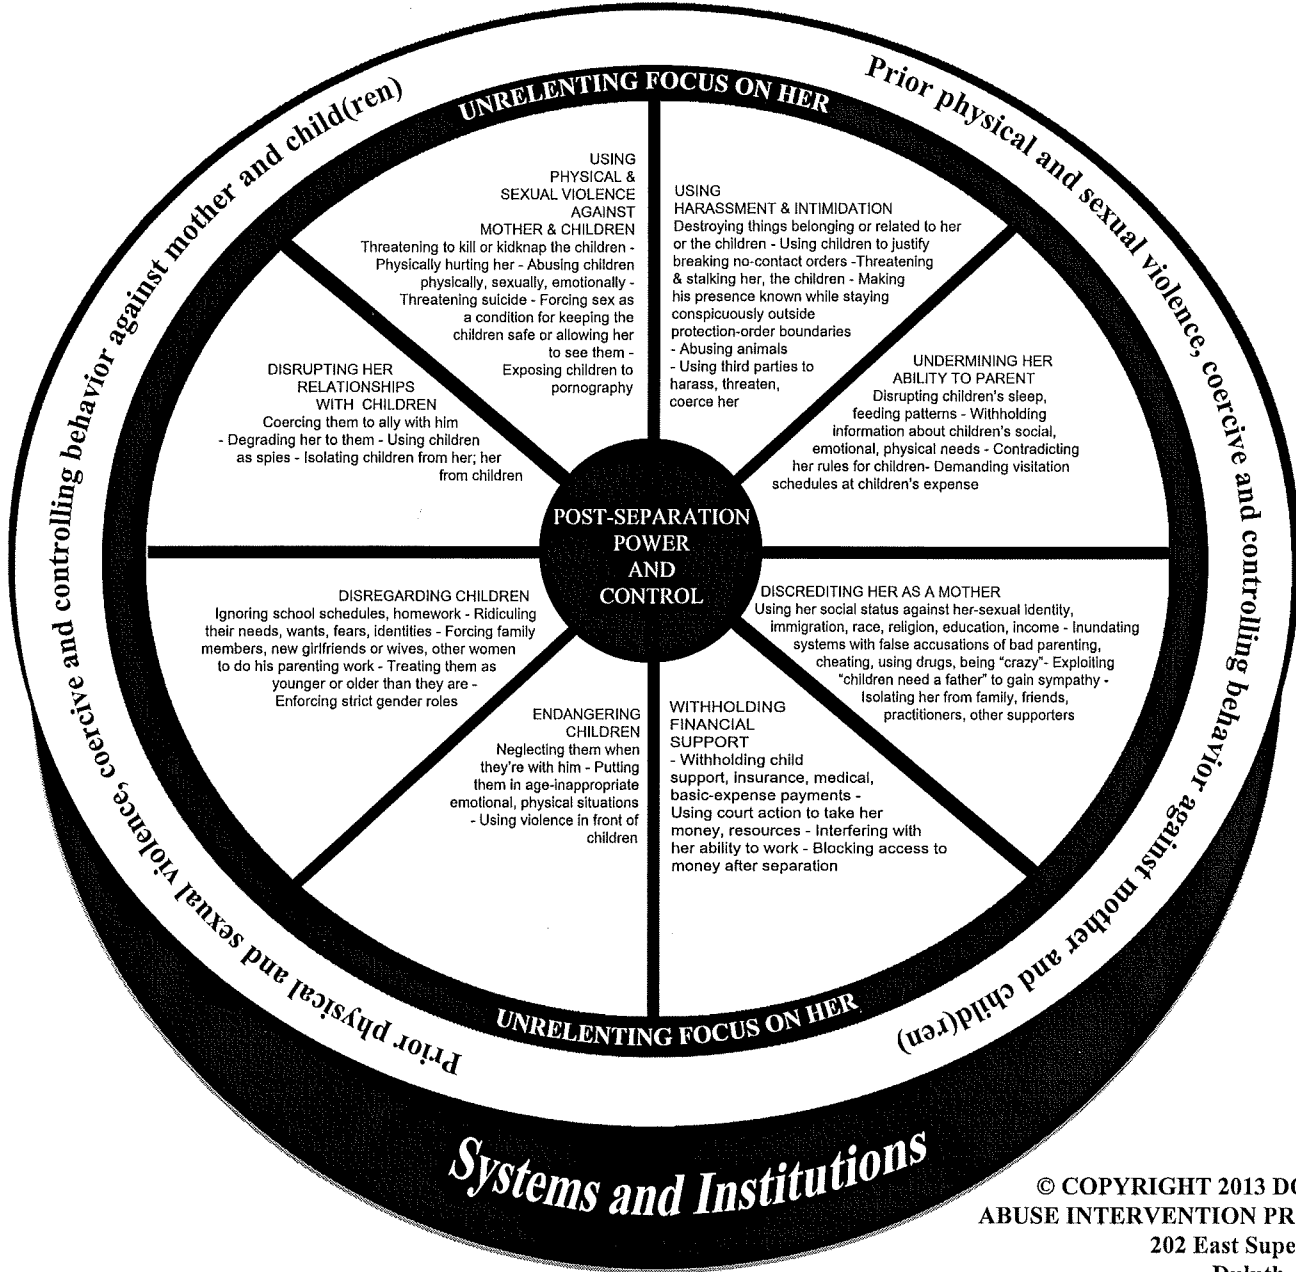 Prior physical and sexual violence, coercive and controlling behavior against mother and child(ren)
Prior physical and sexual violence, coercive and controlling behavior against mother and child(ren)
UNRELENTING FOCUS ON HER
USING
PHYSICAL &
SEXUAL VIOLENCE
AGAINST
MOTHER & CHILDREN
Threatening to kill or kidknap the children -
Physically hurting her - Abusing children
physically, sexually, emotionally -
Threatening suicide - Forcing sex as
a condition for keeping the
children safe or allowing her
to see them -
Exposing children to
pornography
USING
HARASSMENT & INTIMIDATION
Destroying things belonging or related to her
or the children - Using children to justify
breaking no-contact orders -Threatening
& stalking her, the children - Making
his presence known while staying
conspicuously outside
protection-order boundaries
- Abusing animals
- Using third parties to
harass, threaten,
coerce her
UNDERMINING HER
ABILITY TO PARENT
Disrupting children's sleep,
feeding patterns - Withholding
information about children's social,
emotional, physical needs - Contradicting
her rules for children- Demanding visitation
schedules at children's expense
DISRUPTING HER
RELATIONSHIPS
WITH CHILDREN
Coercing them to ally with him
- Degrading her to them - Using children
as spies - Isolating children from her; her
from children
POST-SEPARATION
POWER
AND
CONTROL
DISCREDITING HER AS A MOTHER
Using her social status against her-sexual identity,
immigration, race, religion, education, income - Inundating
systems with false accusations of bad parenting,
cheating, using drugs, being "crazy"- Exploiting
"children need a father" to gain sympathy -
Isolating her from family, friends,
practitioners, other supporters
DISREGARDING CHILDREN
Ignoring school schedules, homework - Ridiculing
their needs, wants, fears, identities - Forcing family
members, new girlfriends or wives, other women
to do his parenting work - Treating them as
younger or older than they are -
Enforcing strict gender roles
ENDANGERING
CHILDREN
Neglecting them when
they're with him - Putting
them in age-inappropriate
emotional, physical situations
- Using violence in front of
children
WITHHOLDING
FINANCIAL
SUPPORT
- Withholding child
support, insurance, medical,
basic-expense payments -
Using court action to take her
money, resources - Interfering with
her ability to work - Blocking access to
money after separation
UNRELENTING FOCUS ON HER
Systems and Institutions
© COPYRIGHT 2013
ABUSE INTERVENTION
202 East